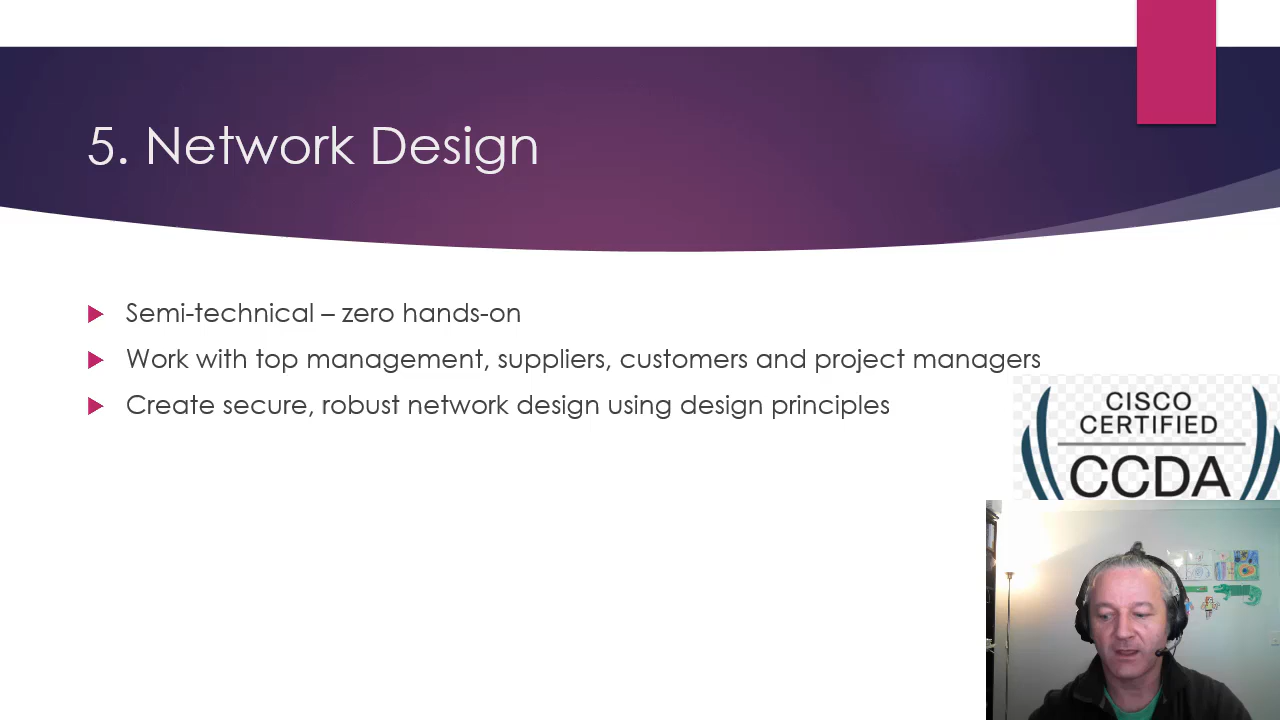 5. Network Design
Semi-technical – zero hands-on
Work with top management, suppliers, customers and project managers
Create secure, robust network design using design principles
CISCO
CERTIFIED
CCDA